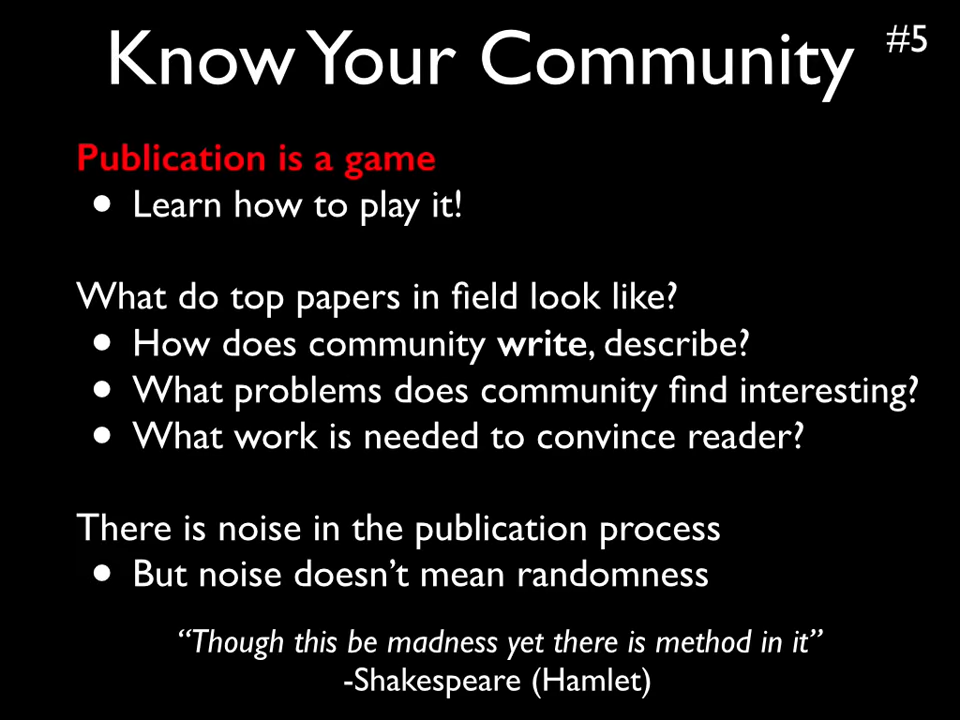 Know Your Community
#5
Publication is a game
• Learn how to play it!
What do top papers in field look like?
• How does community write, describe?
• What problems does community find interesting?
• What work is needed to convince reader?
There is noise in the publication process
• But noise doesn’t mean randomness
“Though this be madness yet there is method in it”
-Shakespeare (Hamlet)